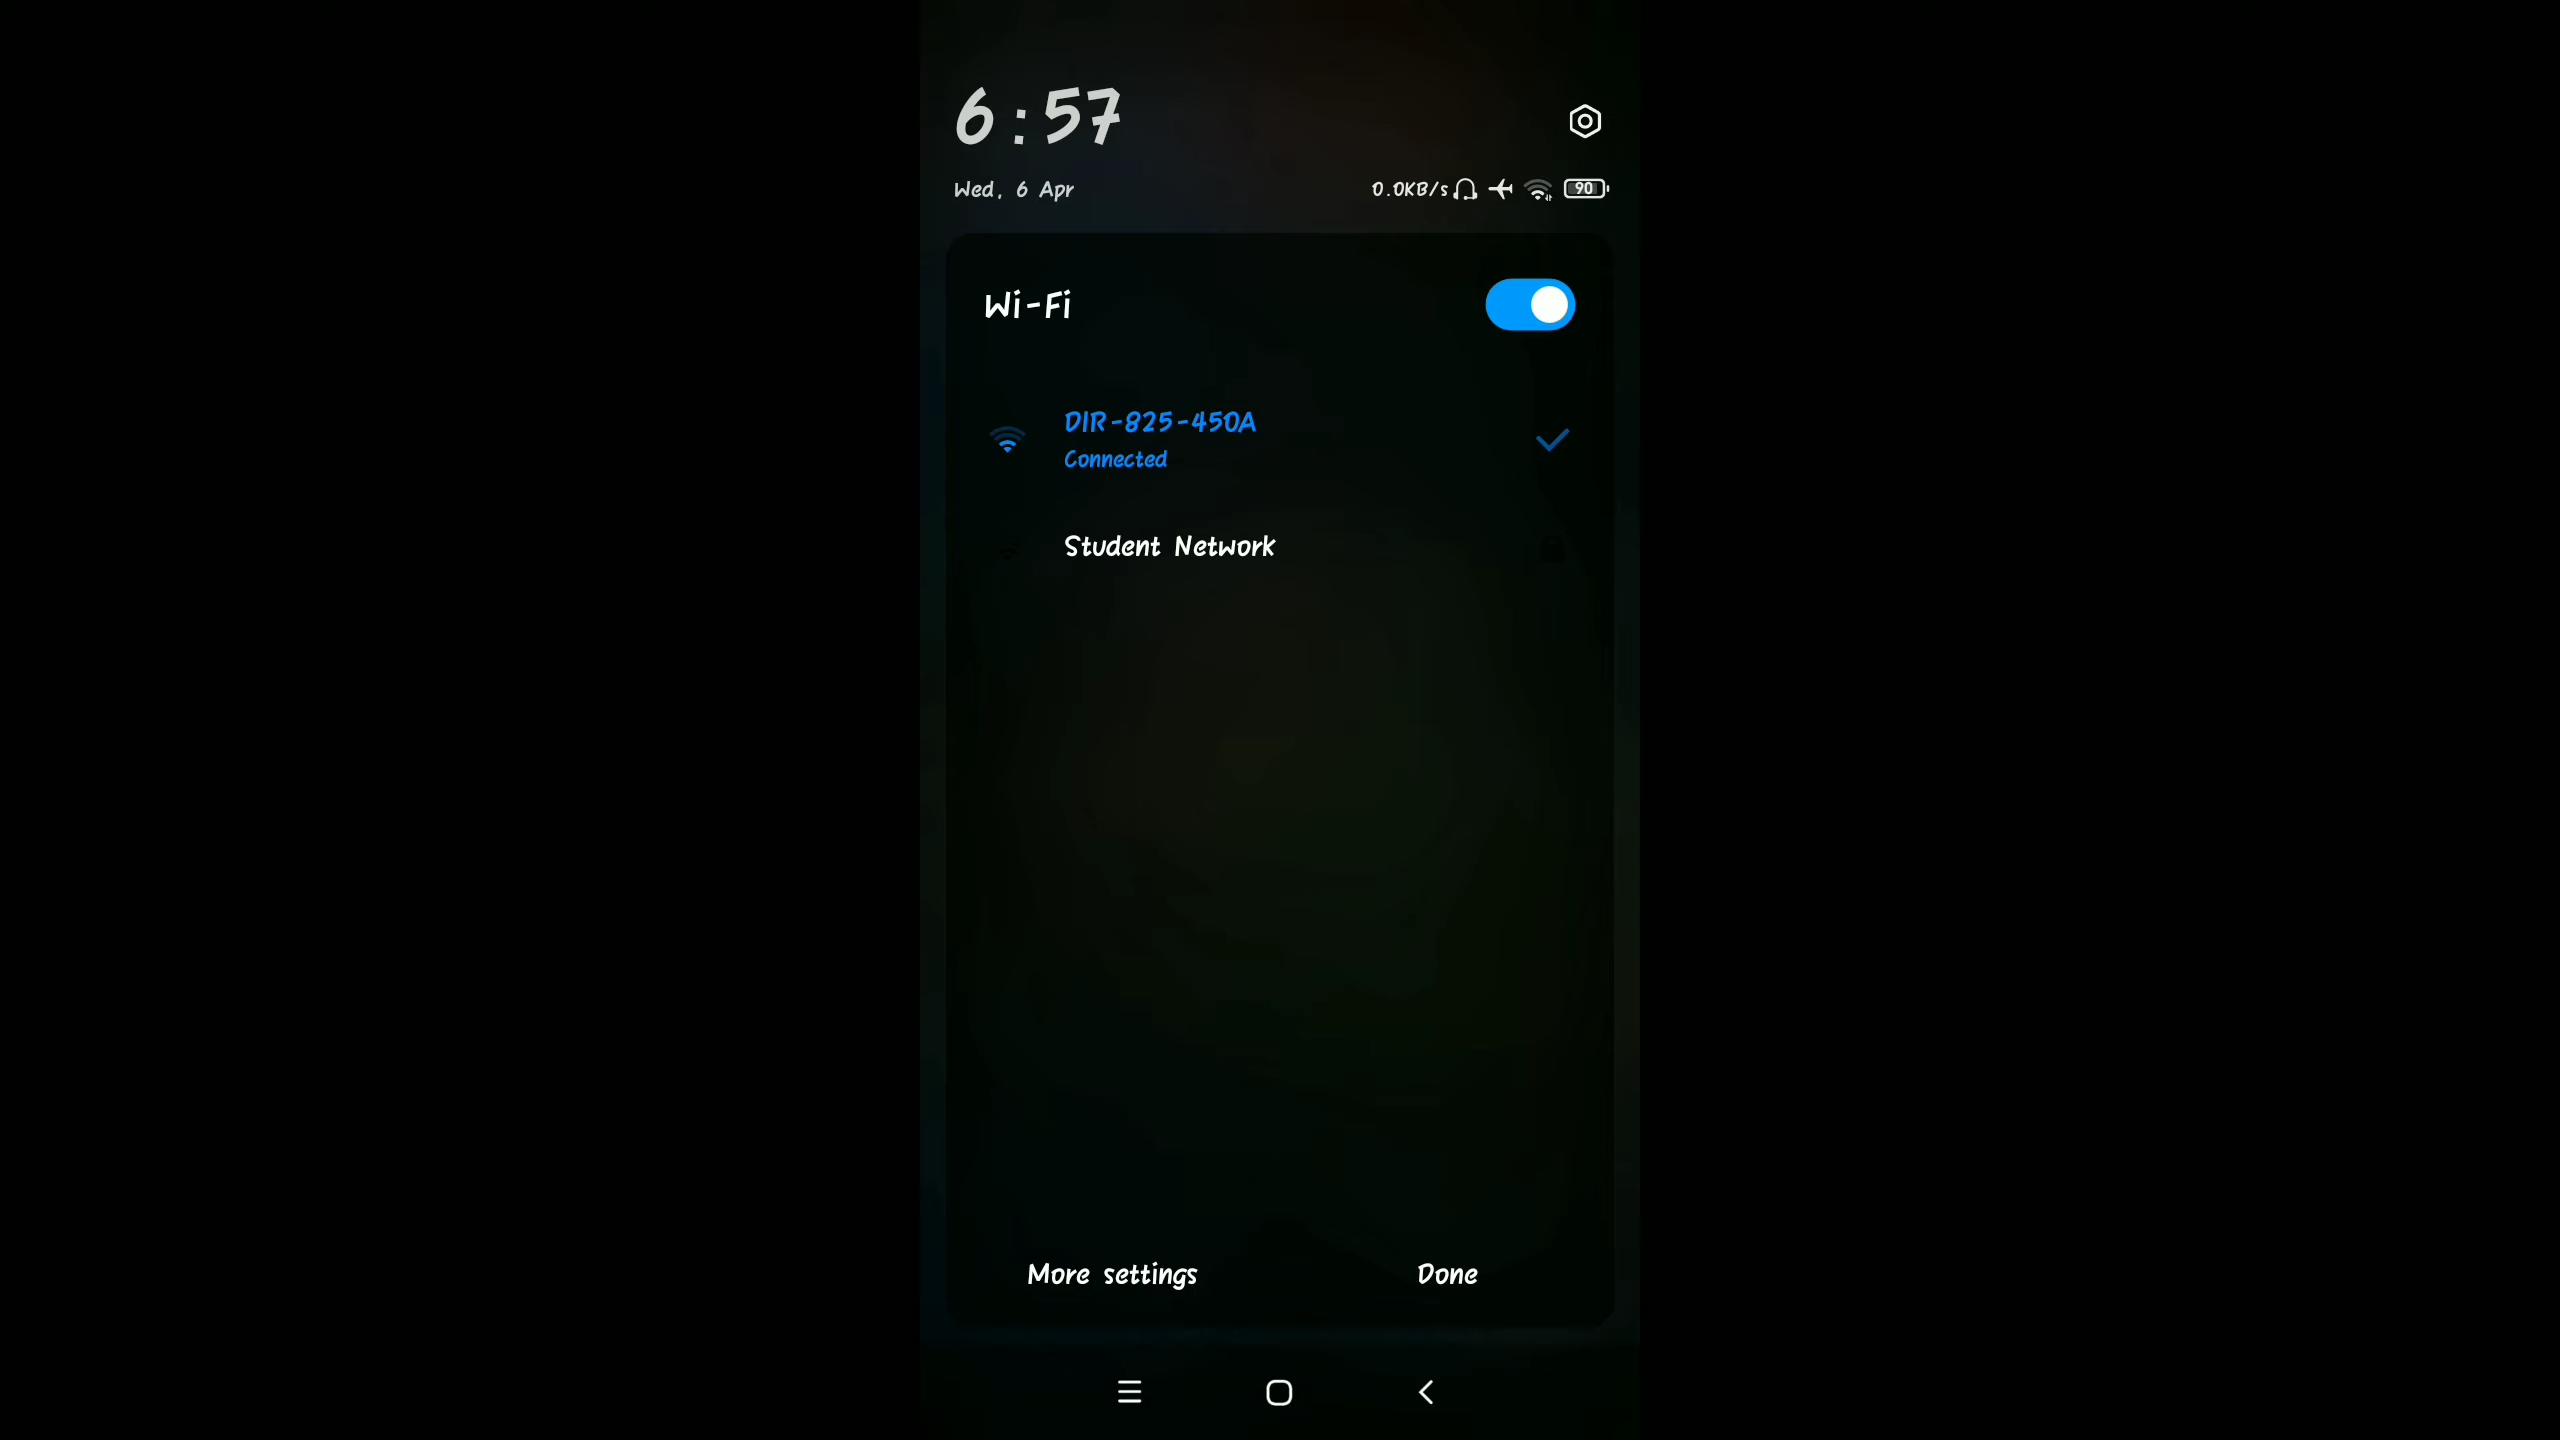 6:57
Wed, 6 Apr
0.0KB/s
90
Wi-Fi
DIR-825-450A
Connected
Student Network
More settings
Done